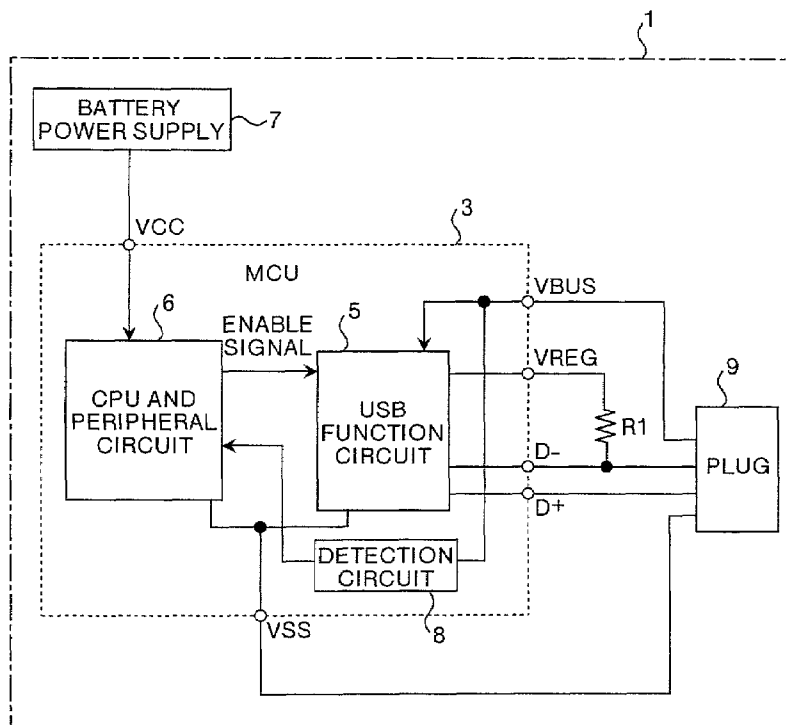 1
BATTERY
POWER SUPPLY
7
VCC
3
MCU
VBUS
6
ENABLE
SIGNAL
5
VREG
9
CPU AND
PERIPHERAL
CIRCUIT
USB
FUNCTION
CIRCUIT
R1
D-
PLUG
D+
DETECTION
CIRCUIT
8
VSS